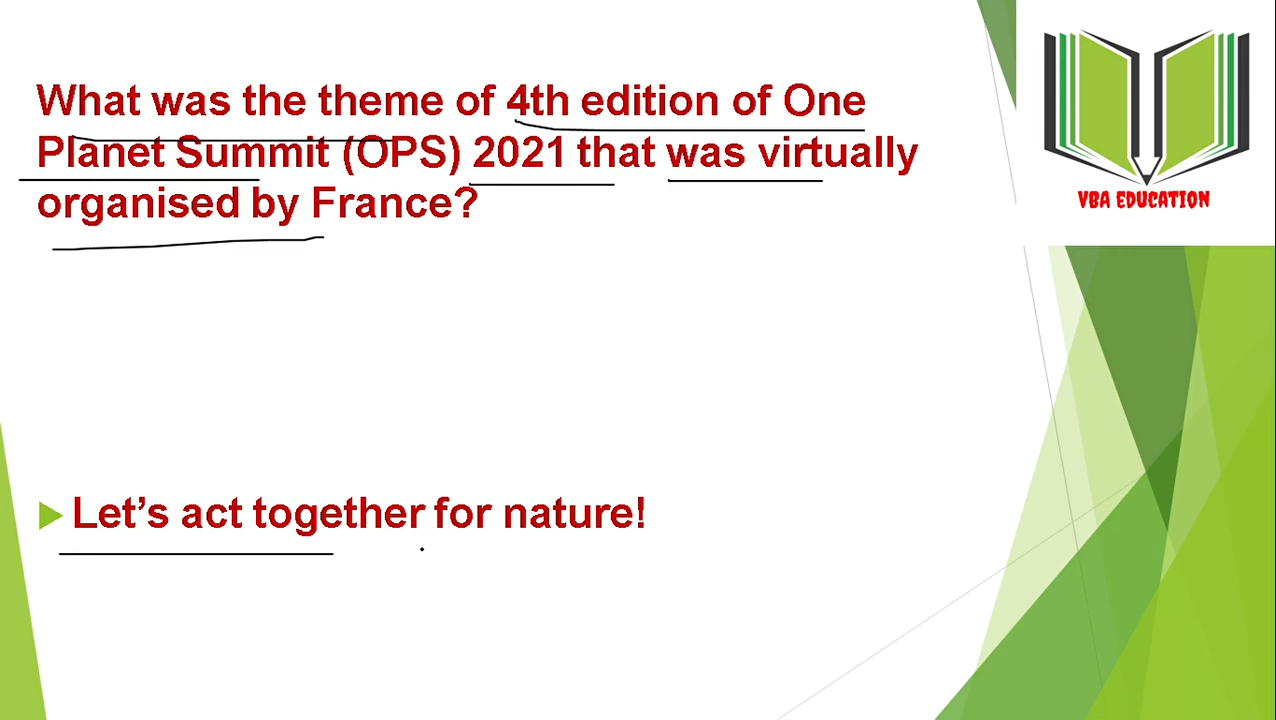 What was the theme of 4th edition of One
Planet Summit (OPS) 2021 that was virtually
organised by France?
VBA EDUCATION
Let’s act together for nature!